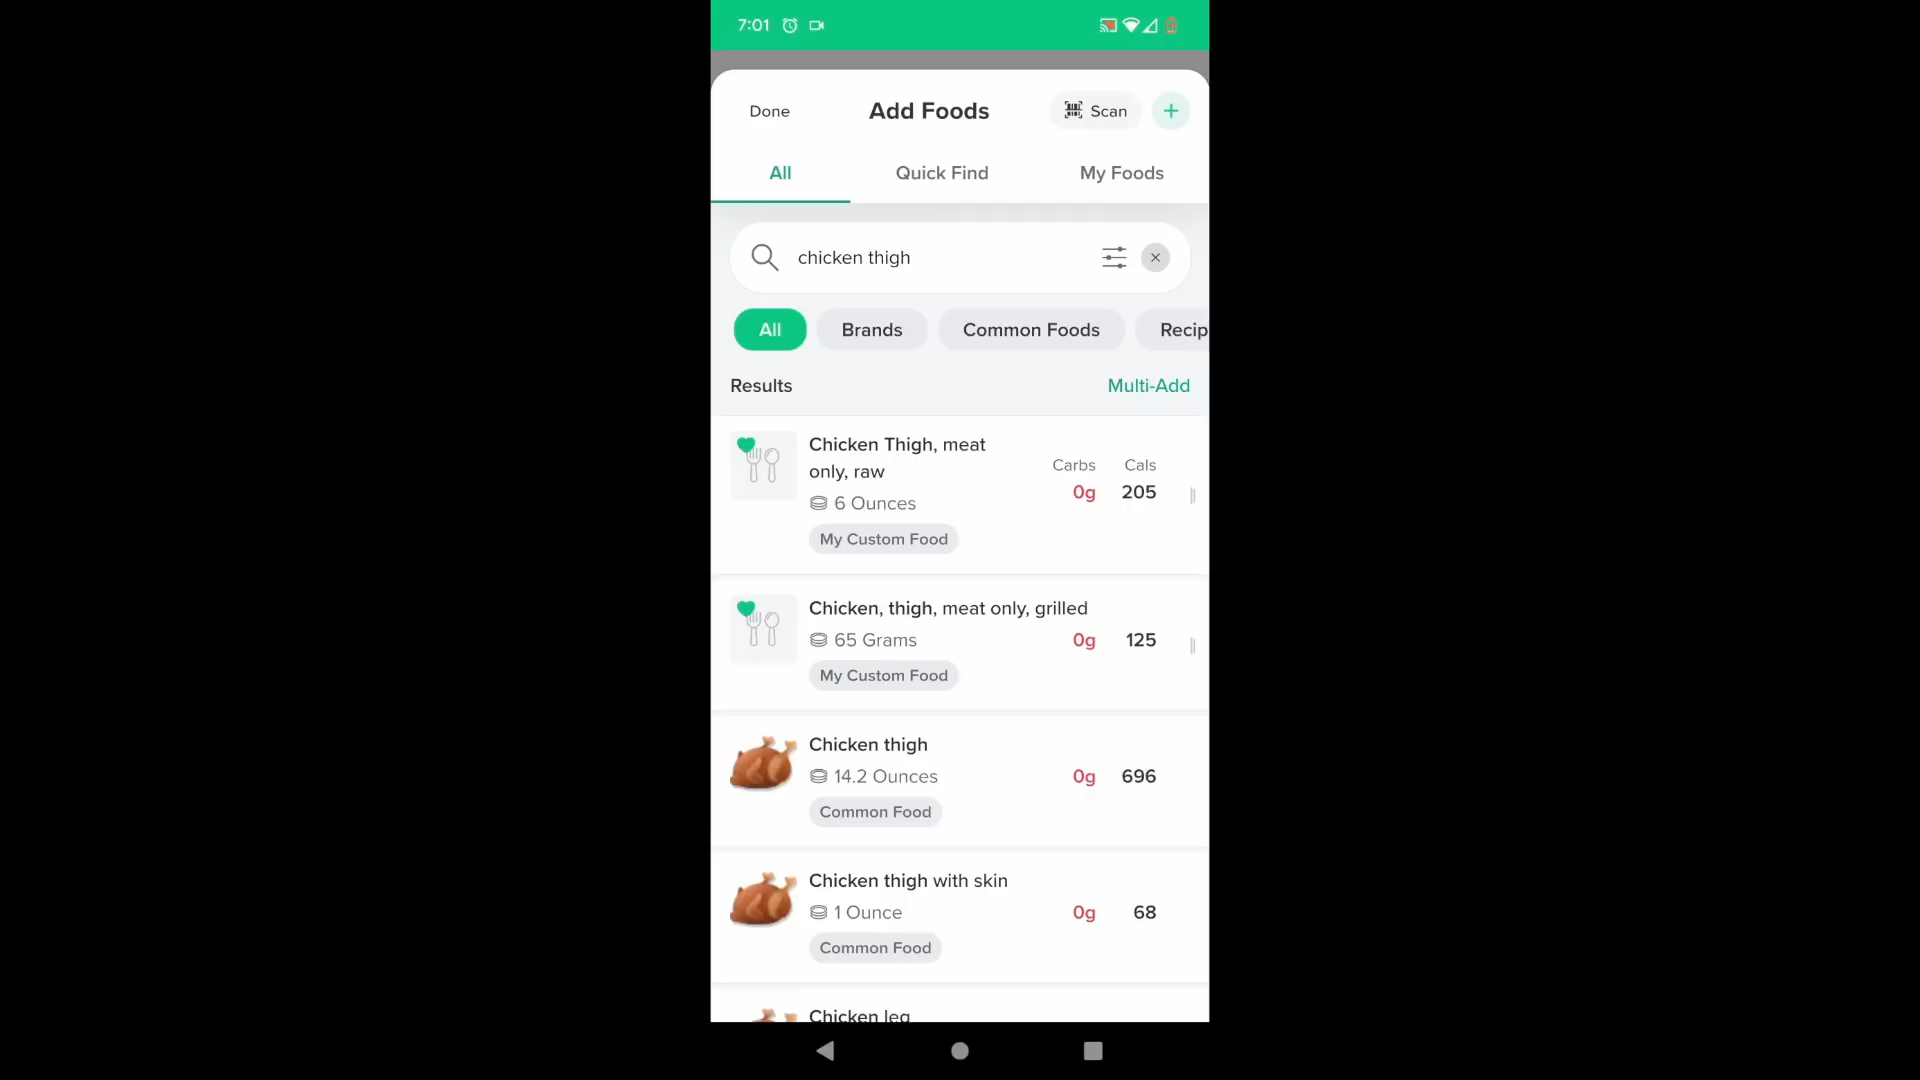 7:01
Done
Add Foods
Scan
All
Quick Find
My Foods
chicken thigh
All
Brands
Common Foods
Recip
Results
Multi-Add
Chicken Thigh, meat
only, raw
Carbs
Cals
0g
205
6 Ounces
My Custom Food
Chicken, thigh, meat only, grilled
65 Grams
0g
125
My Custom Food
Chicken thigh
14.2 Ounces
0g
696
Common Food
Chicken thigh with skin
1 Ounce
0g
68
Common Food
Chicken leg